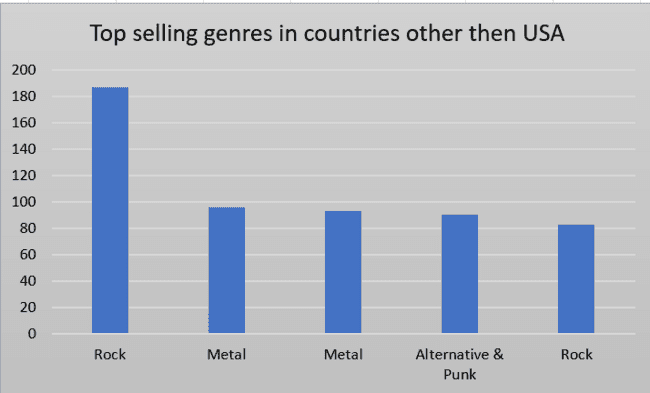 Top selling genres in countries other then USA
200
180
160
140
120
100
80
60
40
20
0
Rock
Metal
Metal
Alternative &
Punk
Rock